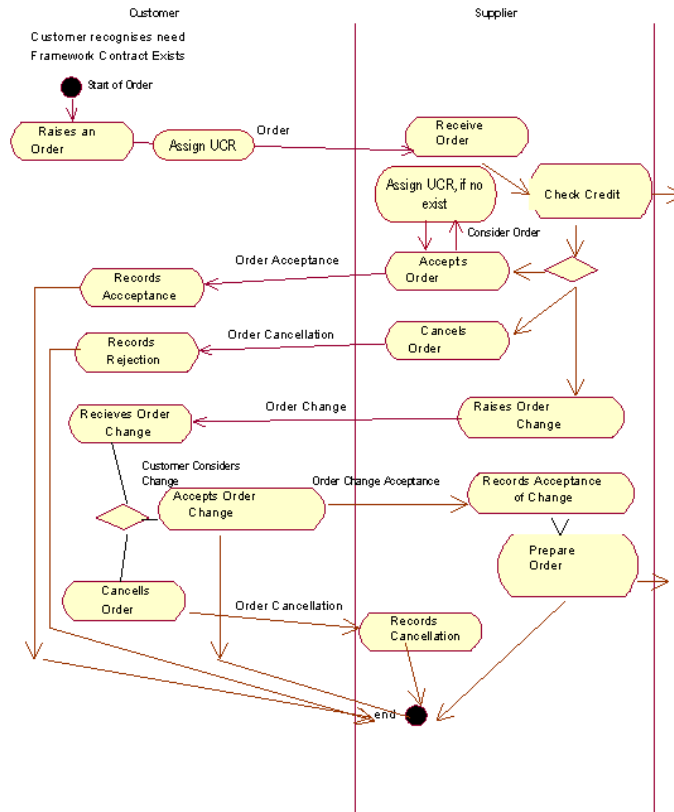 Customer
Supplier
Customer recognises need
Framework Contract Exists
Start of Order
Raises an
Order
Assign UCR
Order
Receive
Order
Assign UCR, if no
exist
Check Credit
Consider Order
Order Acceptance
Accepts
Order
Records
Accceptance
Order Cancellation
Cancels
Order
Records
Rejection
Order Change
Raises Order
Change
Recieves Order
Change
Customer Considers
Change
Order Change Acceptance
Records Acceptance
of Change
Accepts Order
Change
Prepare
Order
Cancells
Order
Order Cancellation
Records
Cancellation
end